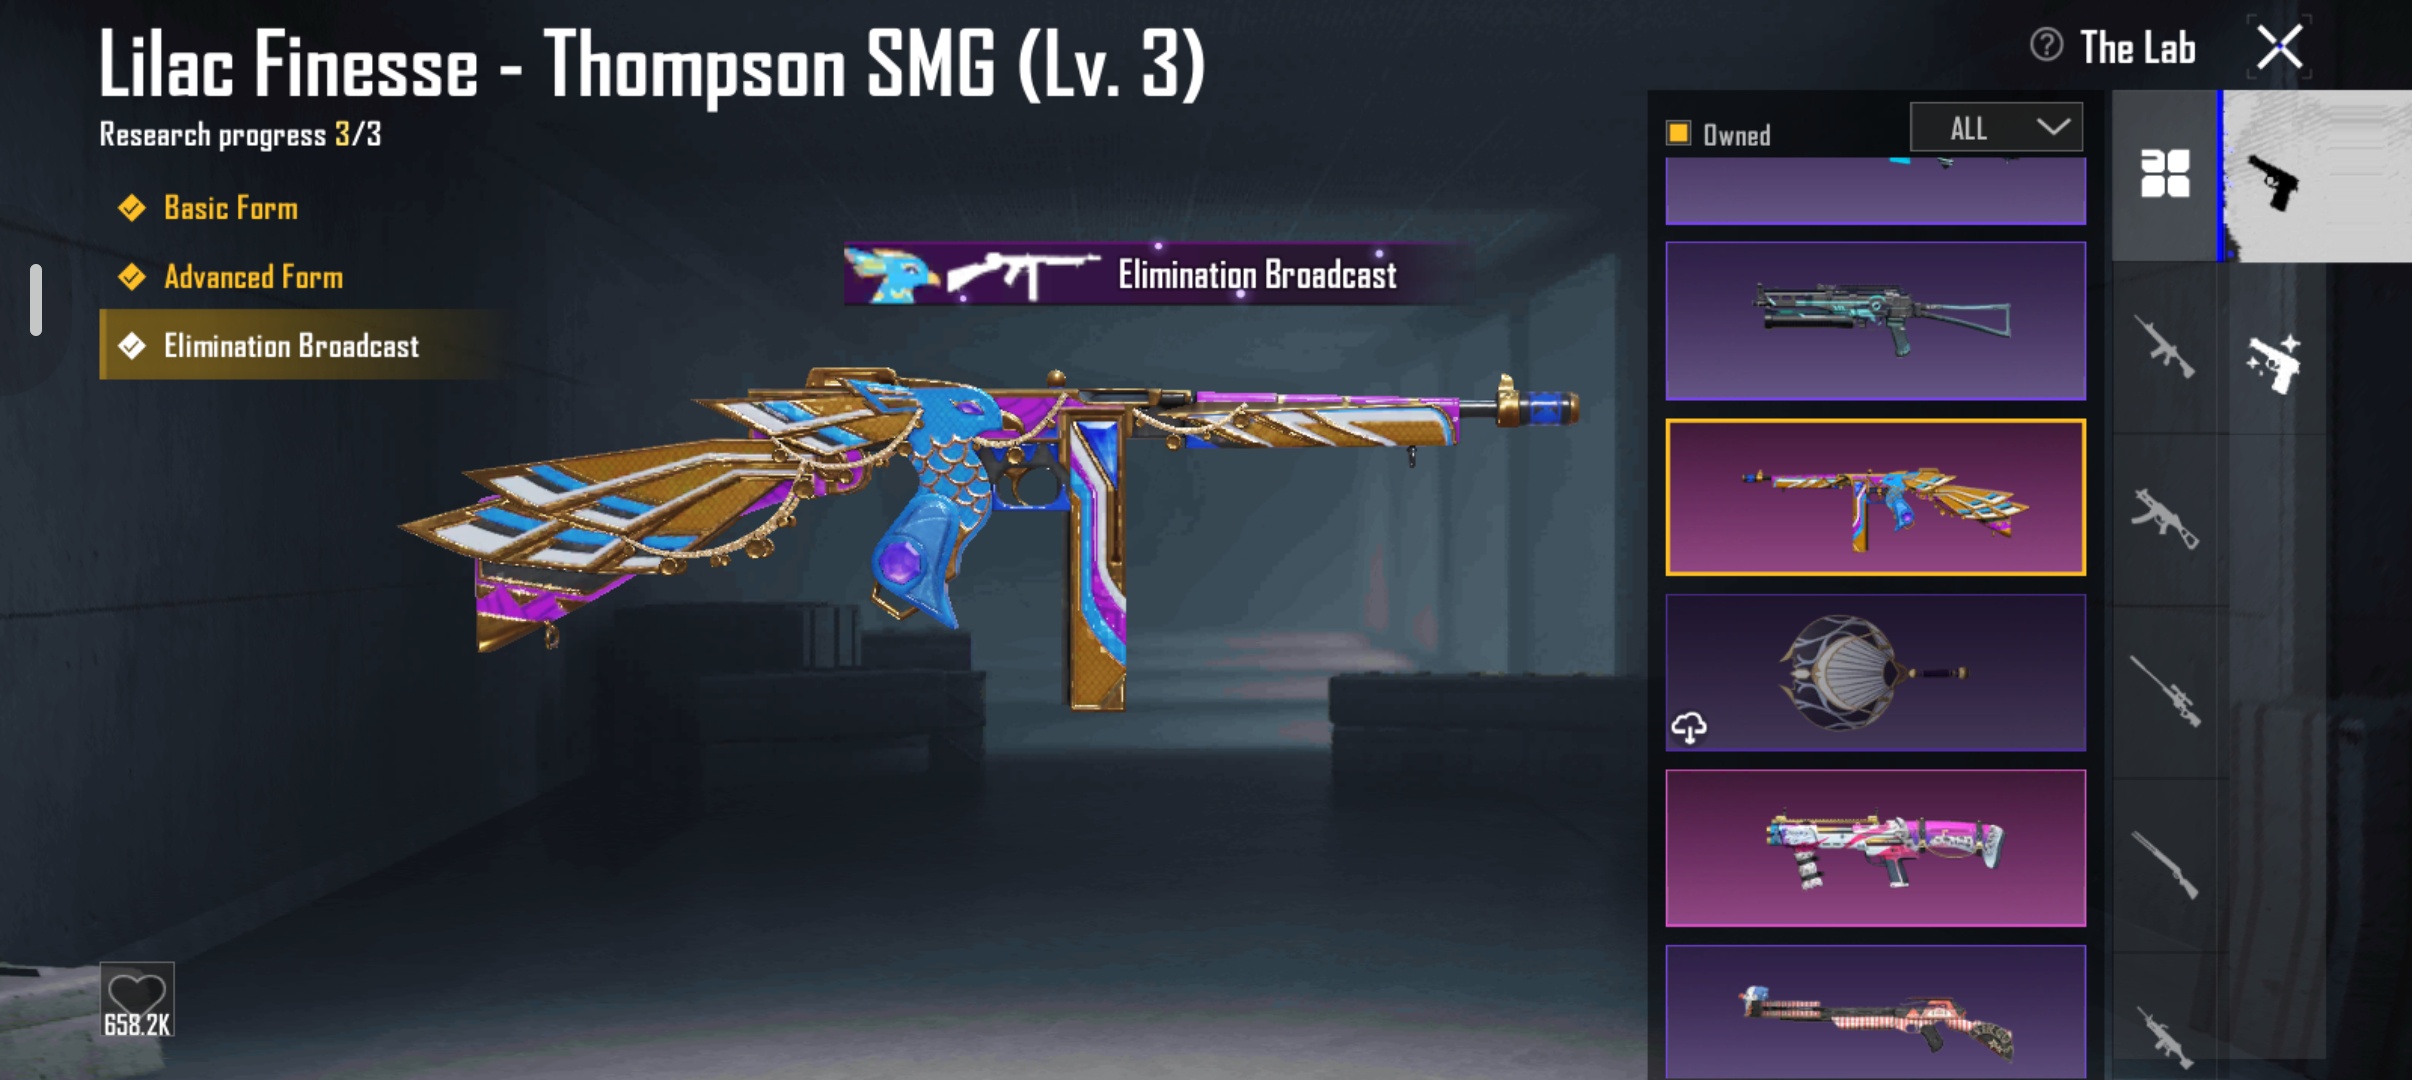 Lilac Finesse - Thompson SMG (Lv. 3)
? The Lab
Research progress 3/3
Owned
ALL
Basic Form
Advanced Form
Elimination Broadcast
Elimination Broadcast
658.2K